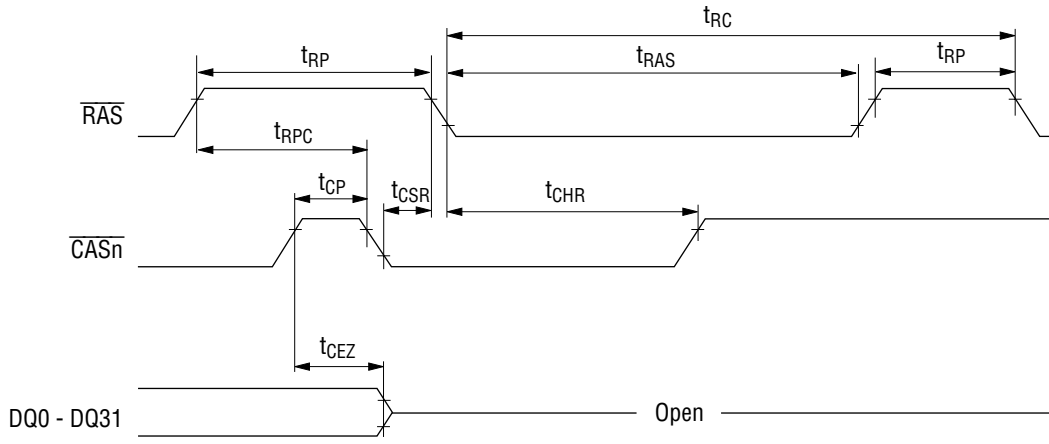 tRC
tRP
tRAS
tRP
RAS
tRPC
tCP
tCSR
tCHR
CASn
tCEZ
DQ0 - DQ31
Open